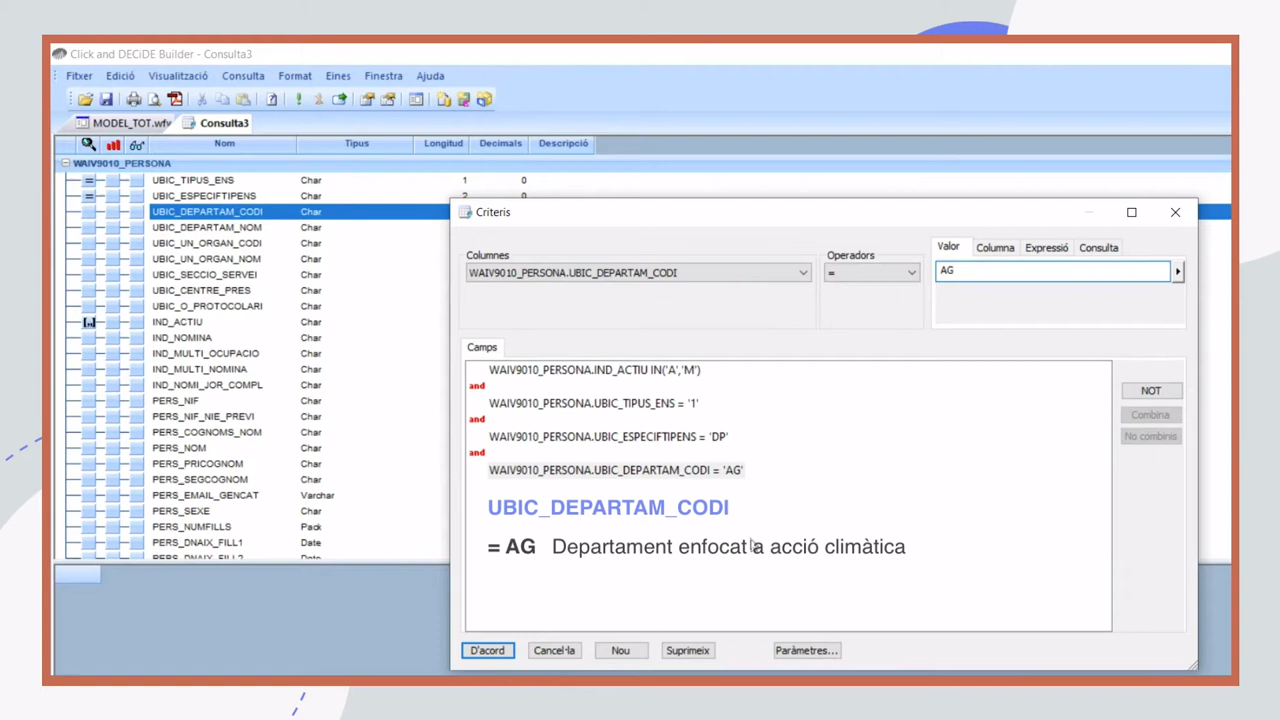 Click and DECiDE Builder - Consulta3
Fitxer Edició Visualització Consulta Format Eines Finestra Ajuda
MODEL_TOT.wfv Consulta3
Nom Tipus Longitud Decimals Descripció
WAIV9010_PERSONA
UBIC_TIPUS_ENS Char 1 0
UBIC_ESPECIFTIPENS Char 2 0
UBIC_DEPARTAM_CODI Char
UBIC_DEPARTAM_NOM Char
UBIC_UN_ORGAN_CODI Char
UBIC_UN_ORGAN_NOM Char
UBIC_SECCIO_SERVEI Char
UBIC_CENTRE_PRES Char
UBIC_O_PROTOCOLARI Char
IND_ACTIU Char
IND_NOMINA Char
IND_MULTI_OCUPACIO Char
IND_MULTI_NOMINA Char
IND_NOMI_JOR_COMPL Char
PERS_NIF Char
PERS_NIF_NIE_PREVI Char
PERS_COGNOMS_NOM Char
PERS_NOM Char
PERS_PRICOGNOM Char
PERS_SEGCOGNOM Char
PERS_EMAIL_GENCAT Varchar
PERS_SEXE Char
PERS_NUMFILLS Pack
PERS_DNAIX_FILL1 Date
PERS_DNAIX_FILL2 Date
Criteris
Columnes
WAIV9010_PERSONA.UBIC_DEPARTAM_CODI
Operadors
=
Valor Columna Expressió Consulta
AG
Camps
WAIV9010_PERSONA.IND_ACTIU IN('A','M')
and
WAIV9010_PERSONA.UBIC_TIPUS_ENS = '1'
and
WAIV9010_PERSONA.UBIC_ESPECIFTIPENS = 'DP'
and
WAIV9010_PERSONA.UBIC_DEPARTAM_CODI = 'AG'
UBIC_DEPARTAM_CODI
= AG Departament enfocat a acció climàtica
NOT
Combina
No combinis
D'acord Cancel·la Nou Suprimeix Paràmetres...